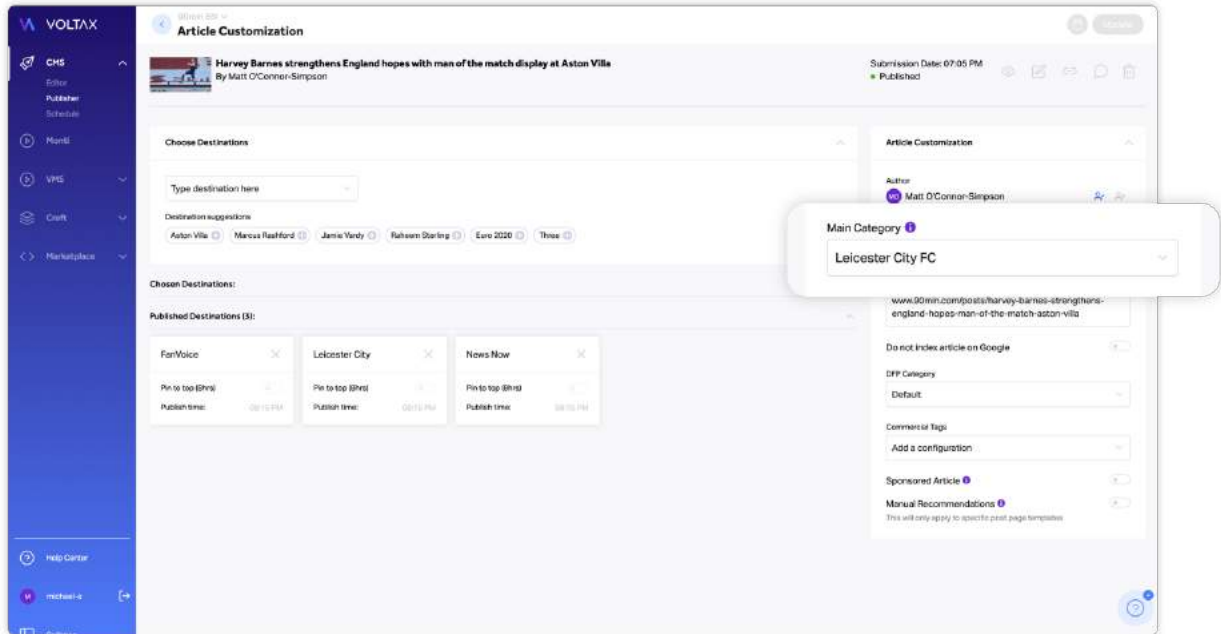 VOLTAX
90min EN
Article Customization
Update
CMS
Editor
Publisher
Schedule
Monti
VMS
Croft
Marketplace
Harvey Barnes strengthens England hopes with man of the match display at Aston Villa
By Matt O'Connor-Simpson
Submission Date: 07:05 PM
Published
Choose Destinations
Type destination here
Destination suggestions
Aston Villa
Marcus Rashford
Jamie Vardy
Raheem Sterling
Euro 2020
Three
Chosen Destinations:
Published Destinations (3):
FanVoice
Pin to top (6hrs)
Publish time:
Leicester City
Pin to top (6hrs)
Publish time:
News Now
Pin to top (6hrs)
Publish time:
Article Customization
Author
MO
Matt O'Connor-Simpson
Main Category
Leicester City FC
www.90min.com/posts/harvey-barnes-strengthens-
england-hopes-man-of-the-match-aston-villa
Do not index article on Google
DFP Category
Default
Commercial Tags
Add a configuration
Sponsored Article
Manual Recommendations
This will only apply to specific post page templates
Help Center
M
michael-s